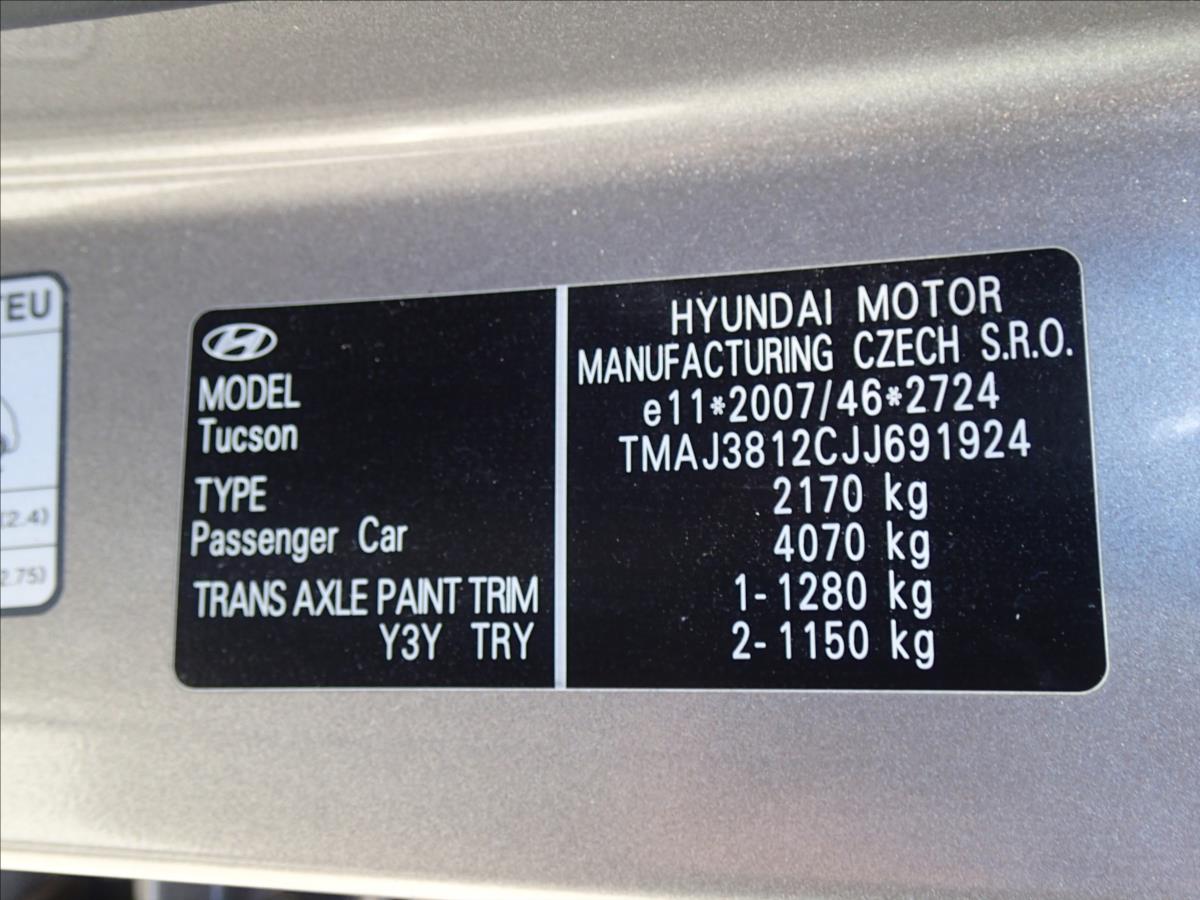 TEU
(2.4)
2.75)
MODEL
Tucson
TYPE
Passenger Car
TRANS AXLE PAINT TRIM
Y3Y TRY
HYUNDAI MOTOR
MANUFACTURING CZECH S.R.O.
e11*2007/46*2724
TMAJ3812CJJ691924
2170 kg
4070 kg
1-1280 kg
2-1150 kg